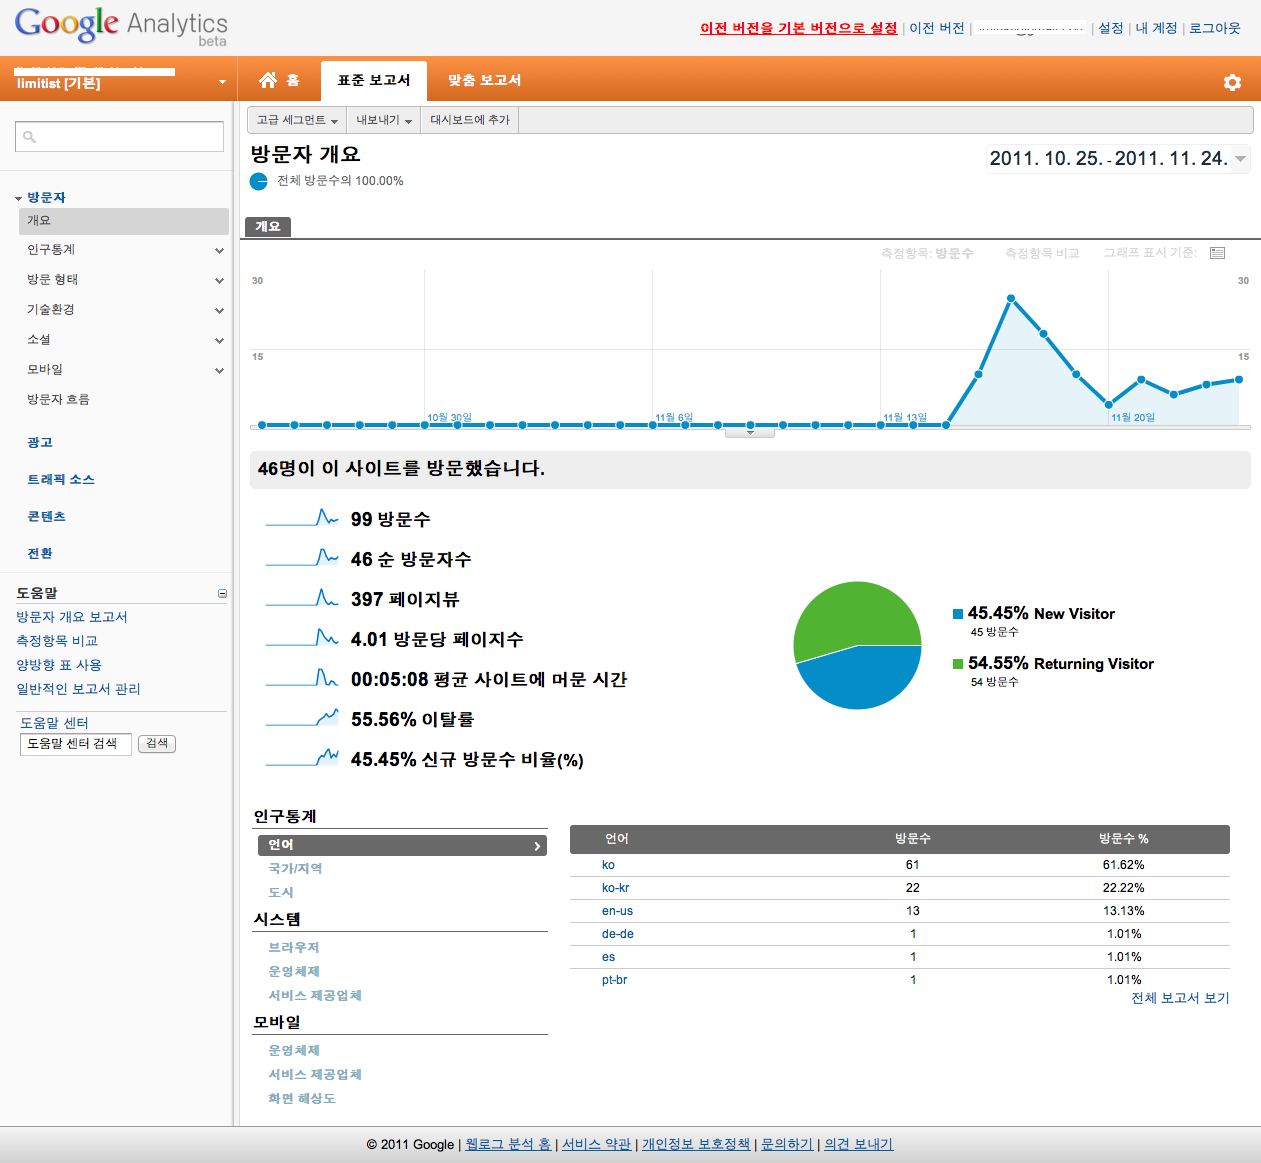 Google Analytics
beta
이전 버전을 기본 버전으로 설정 | 이전 버전 | | 설정 | 내 계정 | 로그아웃
limitist [기본]
홈
표준 보고서
맞춤 보고서
고급 세그먼트
내보내기
대시보드에 추가
방문자 개요
2011. 10. 25. - 2011. 11. 24.
전체 방문수의 100.00%
방문자
개요
인구통계
방문 형태
기술환경
소셜
모바일
방문자 흐름
광고
트래픽 소스
콘텐츠
전환
도움말
방문자 개요 보고서
측정항목 비교
양방향 표 사용
일반적인 보고서 관리
도움말 센터
도움말 센터 검색
검색
개요
측정항목: 방문수
측정항목 비교
그래프 표시 기준:
30
30
15
15
10월 30일
11월 6일
11월 13일
11월 20일
46명이 이 사이트를 방문했습니다.
99 방문수
46 순 방문자수
397 페이지뷰
4.01 방문당 페이지수
00:05:08 평균 사이트에 머문 시간
55.56% 이탈률
45.45% 신규 방문수 비율(%)
45.45% New Visitor
45 방문수
54.55% Returning Visitor
54 방문수
인구통계
언어
국가/지역
도시
시스템
브라우저
운영체제
서비스 제공업체
모바일
운영체제
서비스 제공업체
화면 해상도
언어 방문수 방문수 %
ko 61 61.62%
ko-kr 22 22.22%
en-us 13 13.13%
de-de 1 1.01%
es 1 1.01%
pt-br 1 1.01%
전체 보고서 보기
© 2011 Google | 웹로그 분석 홈 | 서비스 약관 | 개인정보 보호정책 | 문의하기 | 의견 보내기